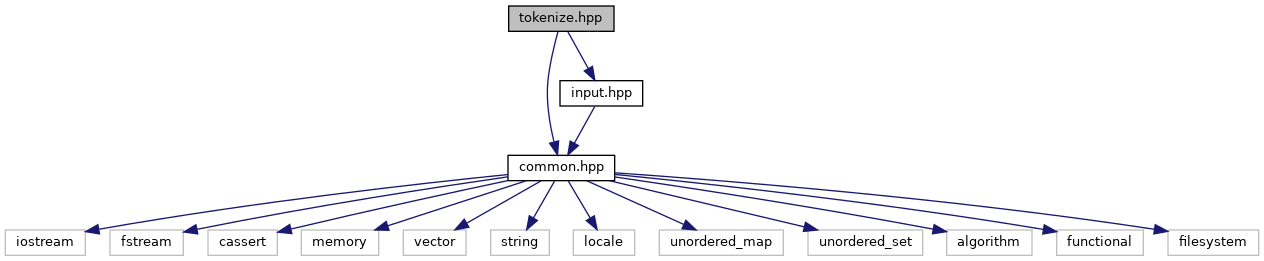 tokenize.hpp
input.hpp
common.hpp
iostream
fstream
cassert
memory
vector
string
locale
unordered_map
unordered_set
algorithm
functional
filesystem